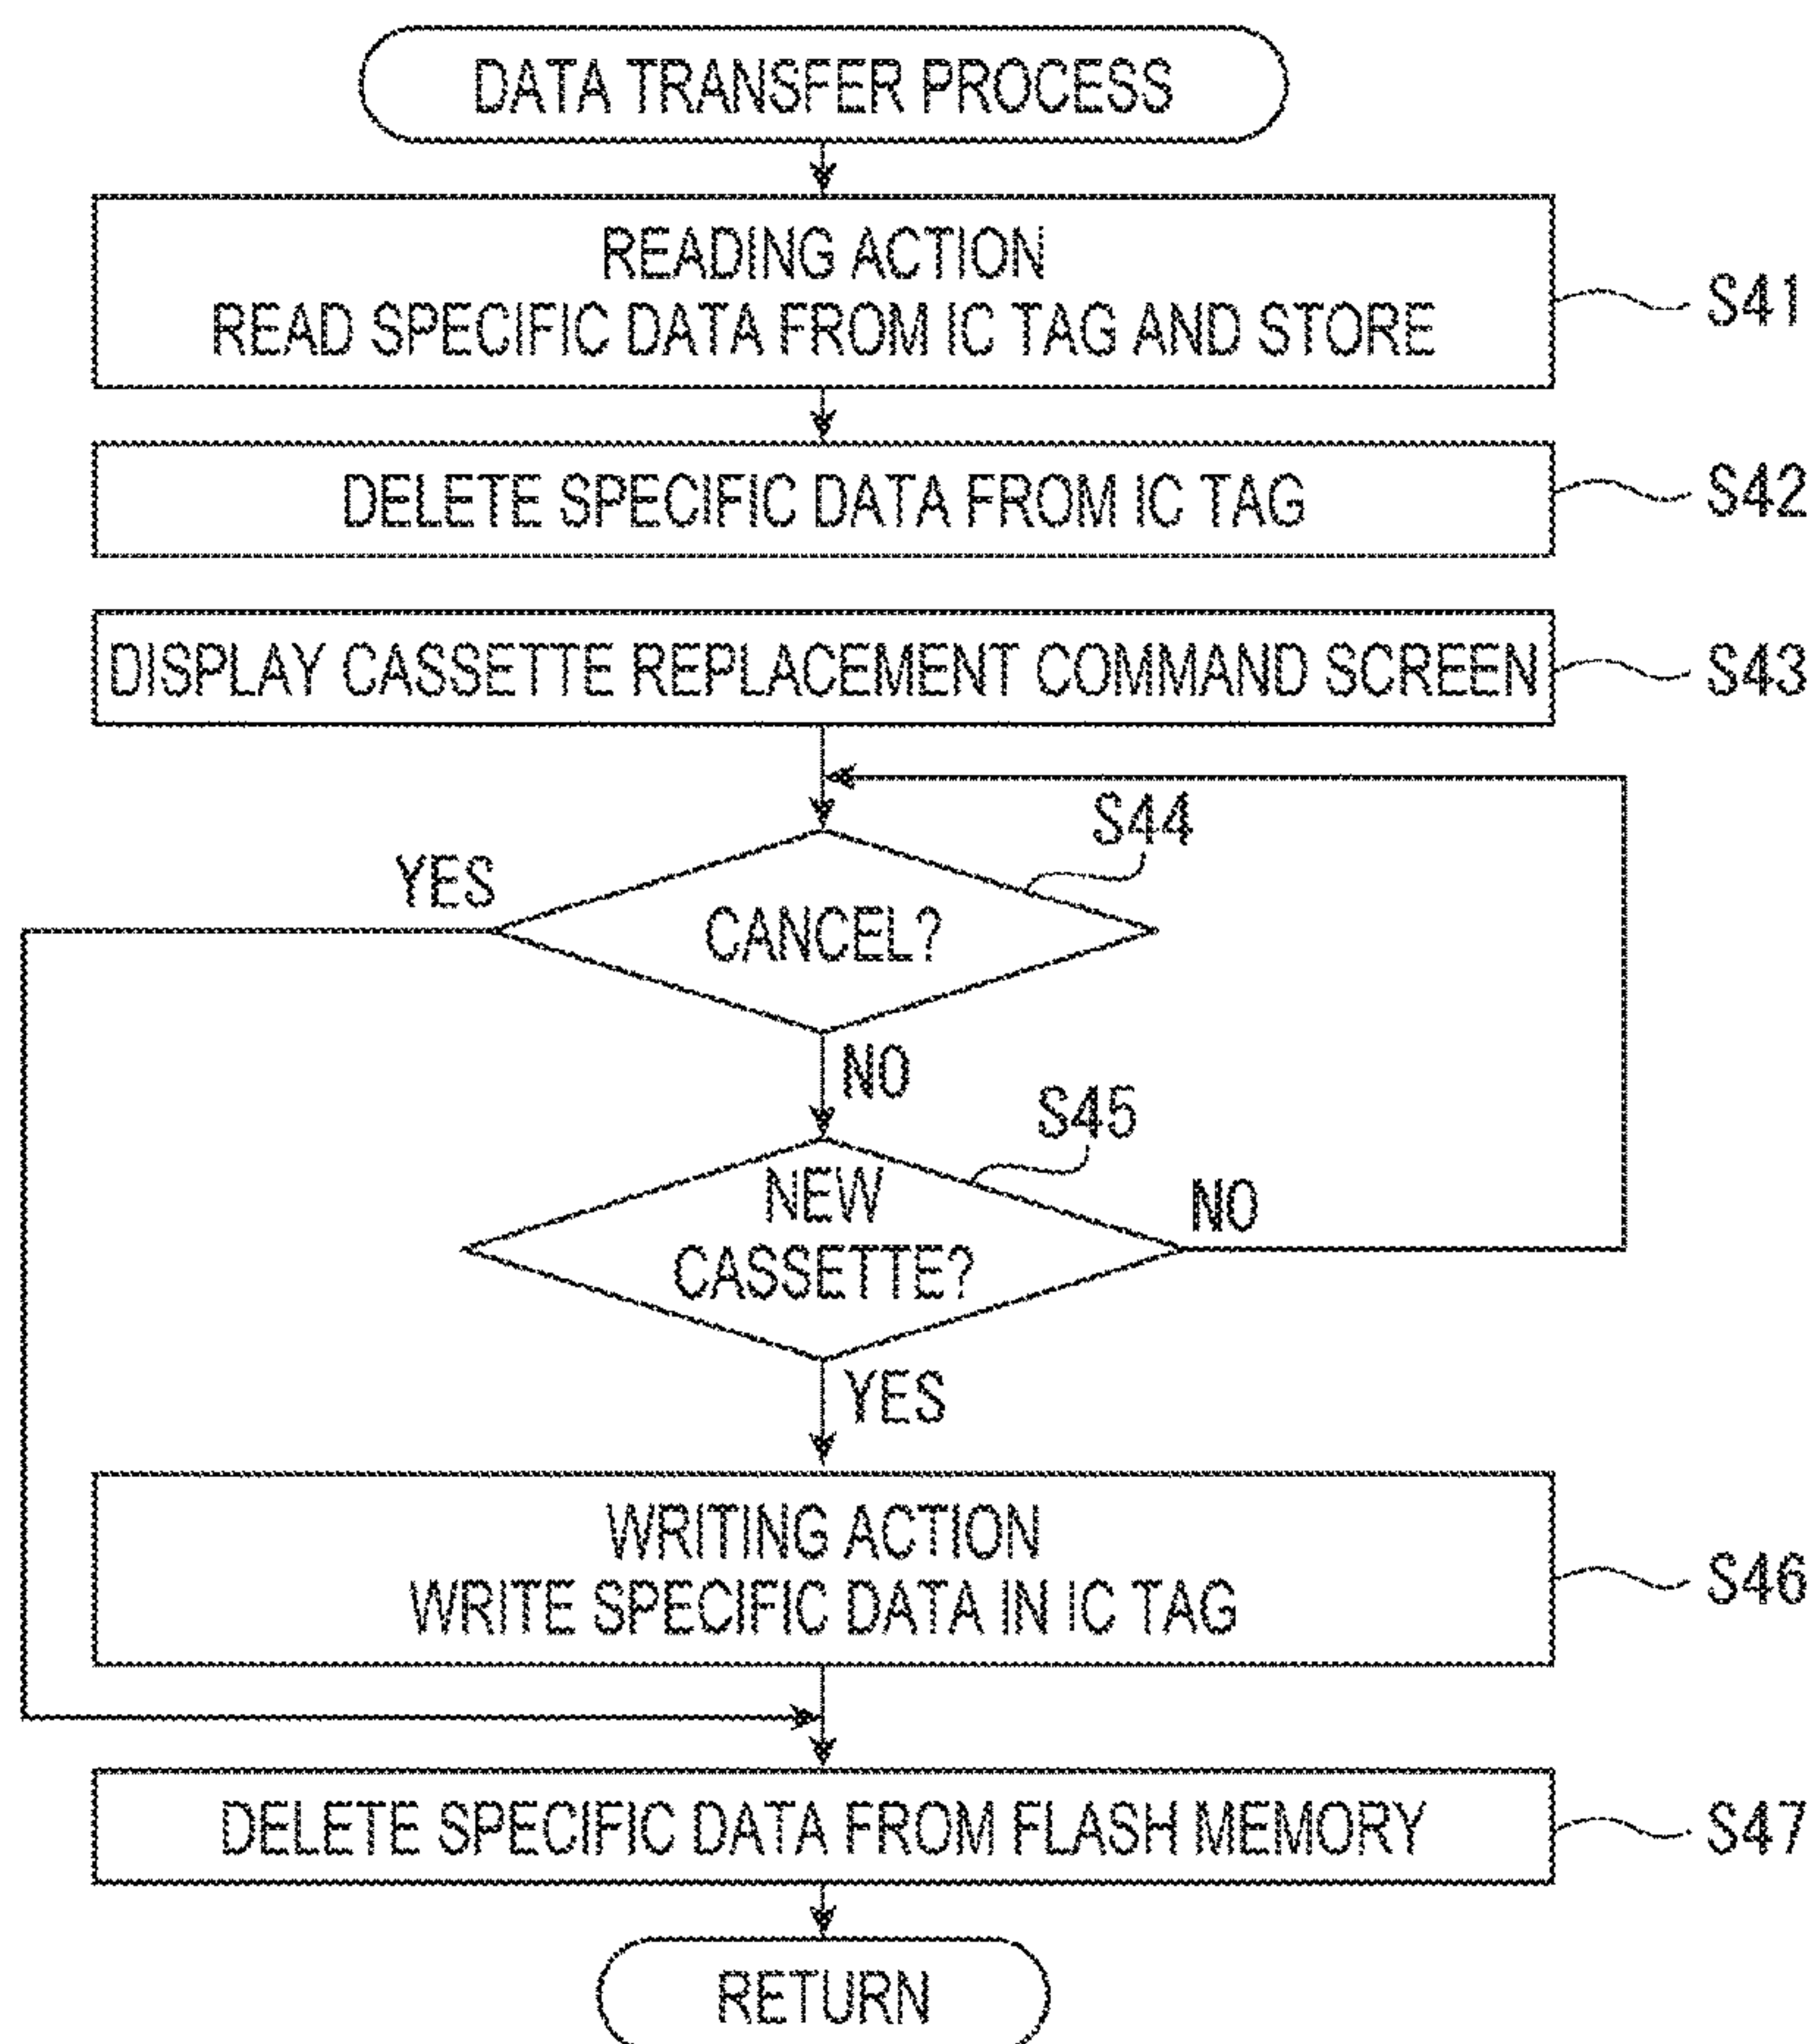 DATA TRANSFER PROCESS
READING ACTION
READ SPECIFIC DATA FROM IC TAG AND STORE
S41
DELETE SPECIFIC DATA FROM IC TAG
S42
DISPLAY CASSETTE REPLACEMENT COMMAND SCREEN
S43
S44
YES
CANCEL?
NO
S45
NEW
CASSETTE?
NO
YES
WRITING ACTION
WRITE SPECIFIC DATA IN IC TAG
S46
DELETE SPECIFIC DATA FROM FLASH MEMORY
S47
RETURN